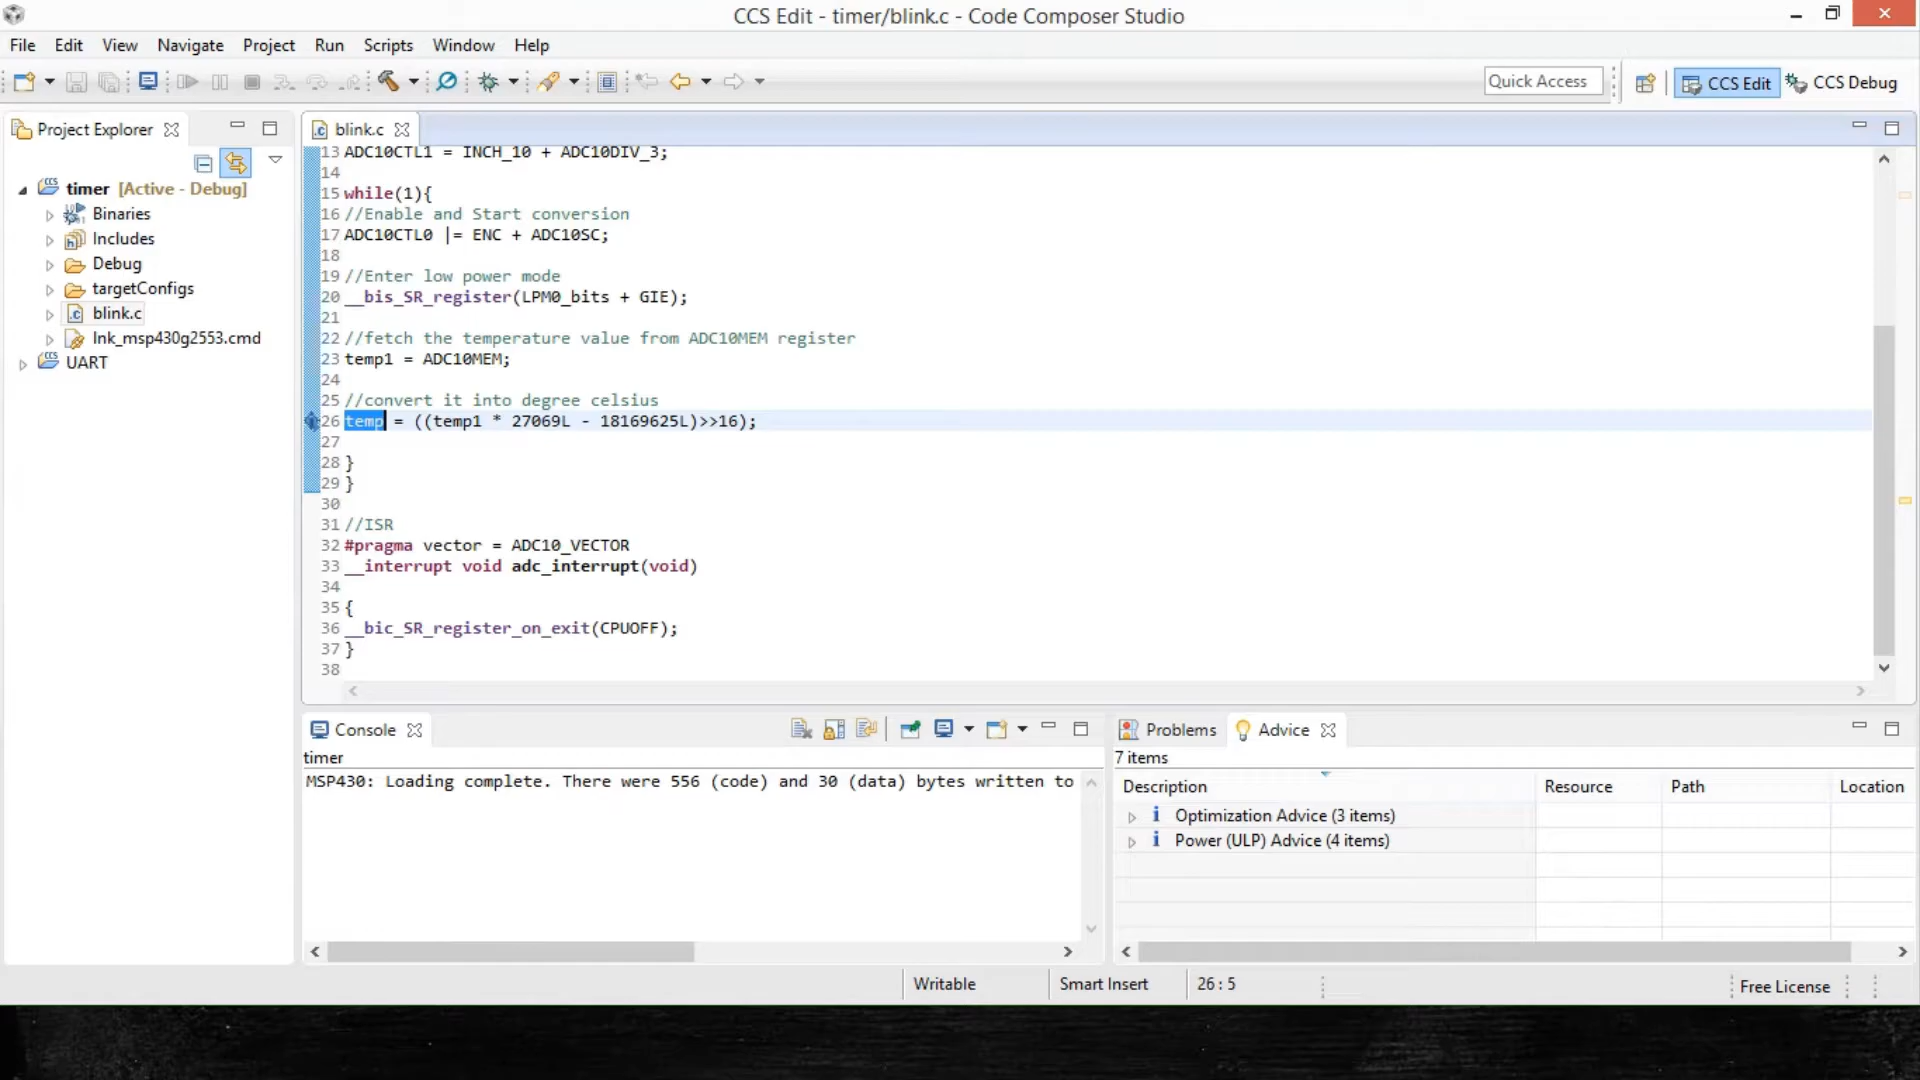 CCS Edit - timer/blink.c - Code Composer Studio
File Edit View Navigate Project Run Scripts Window Help
Quick Access
CCS Edit
CCS Debug
Project Explorer
timer [Active - Debug]
Binaries
Includes
Debug
targetConfigs
blink.c
lnk_msp430g2553.cmd
UART
blink.c
13 ADC10CTL1 = INCH_10 + ADC10DIV_3;
14
15 while(1){
16 //Enable and Start conversion
17 ADC10CTL0 |= ENC + ADC10SC;
18
19 //Enter low power mode
20 __bis_SR_register(LPM0_bits + GIE);
21
22 //fetch the temperature value from ADC10MEM register
23 temp1 = ADC10MEM;
24
25 //convert it into degree celsius
26 temp = ((temp1 * 27069L - 18169625L)>>16);
27
28 }
29 }
30
31 //ISR
32 #pragma vector = ADC10_VECTOR
33 __interrupt void adc_interrupt(void)
34
35 {
36 __bic_SR_register_on_exit(CPUOFF);
37 }
38
Console
timer
MSP430: Loading complete. There were 556 (code) and 30 (data) bytes written to
Problems
Advice
7 items
Description Resource Path Location
Optimization Advice (3 items)
Power (ULP) Advice (4 items)
Writable Smart Insert 26 : 5 Free License